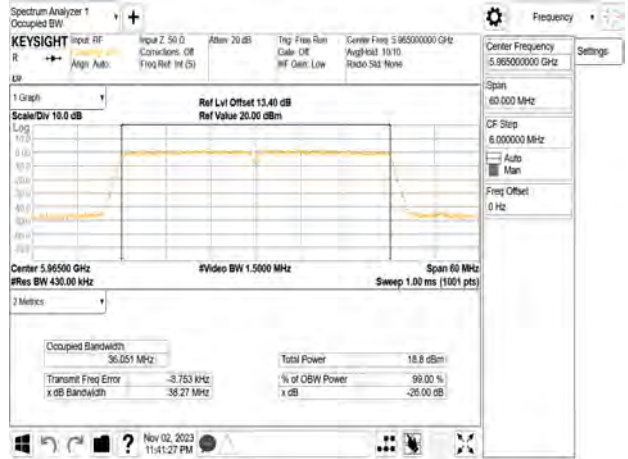 Spectrum Analyzer 1
Occupied BW
Frequency
KEYSIGHT
R
Input: RF
Align: Auto
Input Z: 50 Ω
Corrections: Off
Freq Ref: Int (S)
Atten: 20 dB
Trig: Free Run
Gate: Off
#IF Gain: Low
Center Freq: 5.965000000 GHz
Avg|Hold: 10/10
Radio Std: None
Center Frequency
5.965000000 GHz
Settings
Span
60.000 MHz
CF Step
6.000000 MHz
Auto
Man
Freq Offset
0 Hz
1 Graph
Scale/Div 10.0 dB
Ref Lvl Offset 13.40 dB
Ref Value 20.00 dBm
Log
Center 5.96500 GHz
#Res BW 430.00 kHz
#Video BW 1.5000 MHz
Span 60 MHz
Sweep 1.00 ms (1001 pts)
2 Metrics
Occupied Bandwidth
36.051 MHz
Total Power
18.8 dBm
Transmit Freq Error
-3.753 kHz
% of OBW Power
99.00 %
x dB Bandwidth
38.27 MHz
x dB
-26.00 dB
?
Nov 02, 2023
11:41:27 PM